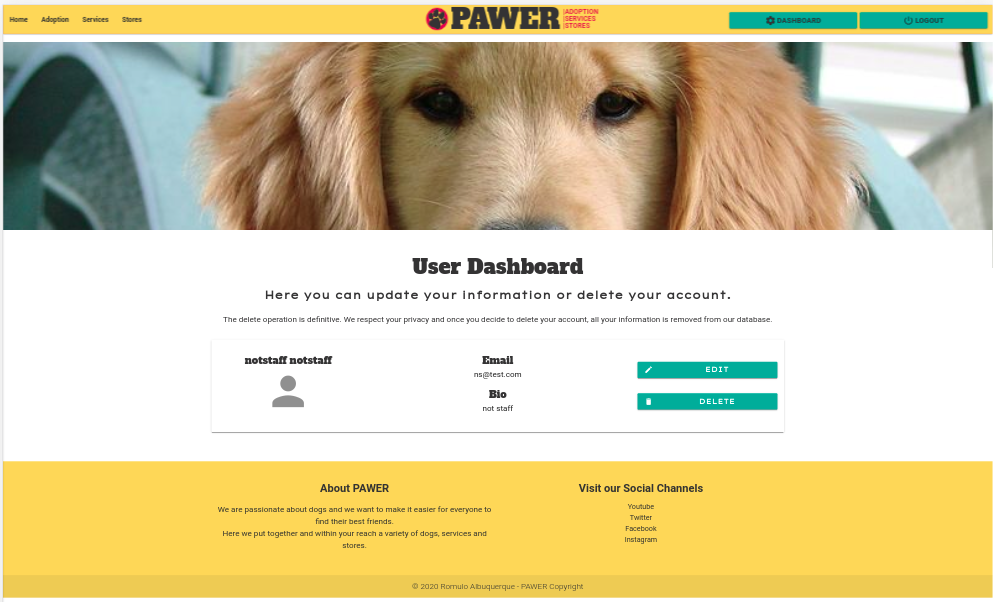 Home Adoption Services Stores
PAWER
|ADOPTION
|SERVICES
|STORES
DASHBOARD
LOGOUT
User Dashboard
Here you can update your information or delete your account.
The delete operation is definitive. We respect your privacy and once you decide to delete your account, all your information is removed from our database.
notstaff notstaff
Email
ns@test.com
Bio
not staff
EDIT
DELETE
About PAWER
We are passionate about dogs and we want to make it easier for everyone to
find their best friends.
Here we put together and within your reach a variety of dogs, services and
stores.
Visit our Social Channels
Youtube
Twitter
Facebook
Instagram
© 2020 Romulo Albuquerque - PAWER Copyright